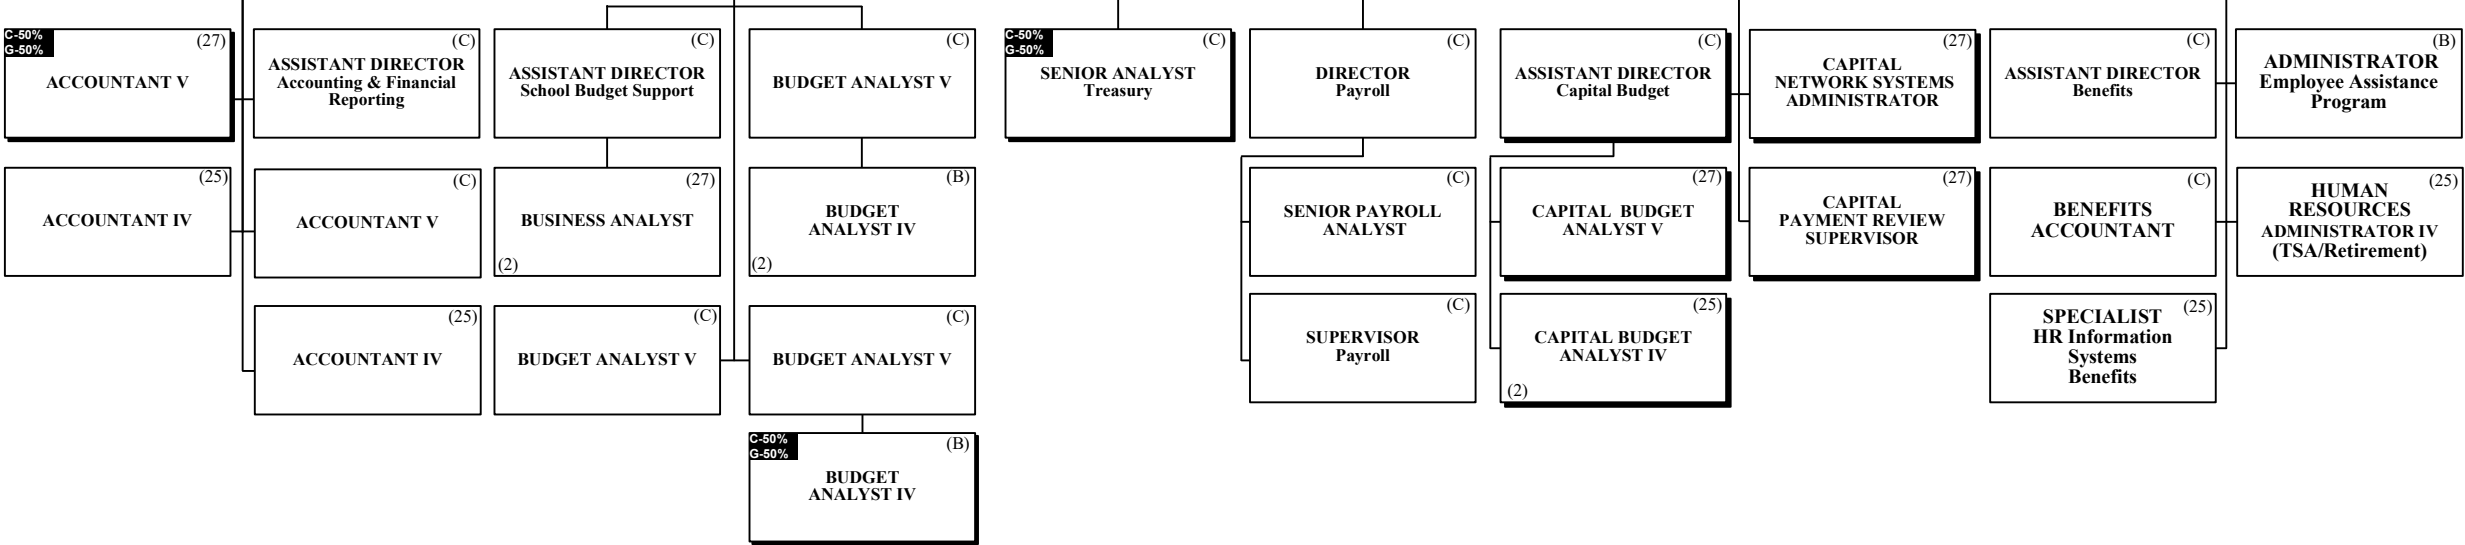 C-50%
G-50%
(27)
ACCOUNTANT V
(C)
ASSISTANT DIRECTOR
Accounting & Financial
Reporting
(C)
ASSISTANT DIRECTOR
School Budget Support
(C)
BUDGET ANALYST V
C-50%
G-50%
(C)
SENIOR ANALYST
Treasury
(C)
DIRECTOR
Payroll
(C)
ASSISTANT DIRECTOR
Capital Budget
(27)
CAPITAL
NETWORK SYSTEMS
ADMINISTRATOR
(C)
ASSISTANT DIRECTOR
Benefits
(B)
ADMINISTRATOR
Employee Assistance
Program
(25)
ACCOUNTANT IV
(C)
ACCOUNTANT V
(27)
BUSINESS ANALYST
(2)
(B)
BUDGET
ANALYST IV
(2)
(C)
SENIOR PAYROLL
ANALYST
(27)
CAPITAL BUDGET
ANALYST V
(27)
CAPITAL
PAYMENT REVIEW
SUPERVISOR
(C)
BENEFITS
ACCOUNTANT
(25)
HUMAN
RESOURCES
ADMINISTRATOR IV
(TSA/Retirement)
(25)
ACCOUNTANT IV
(C)
BUDGET ANALYST V
(C)
BUDGET ANALYST V
(C)
SUPERVISOR
Payroll
(25)
CAPITAL BUDGET
ANALYST IV
(2)
(25)
SPECIALIST
HR Information
Systems
Benefits
C-50%
G-50%
(B)
BUDGET
ANALYST IV